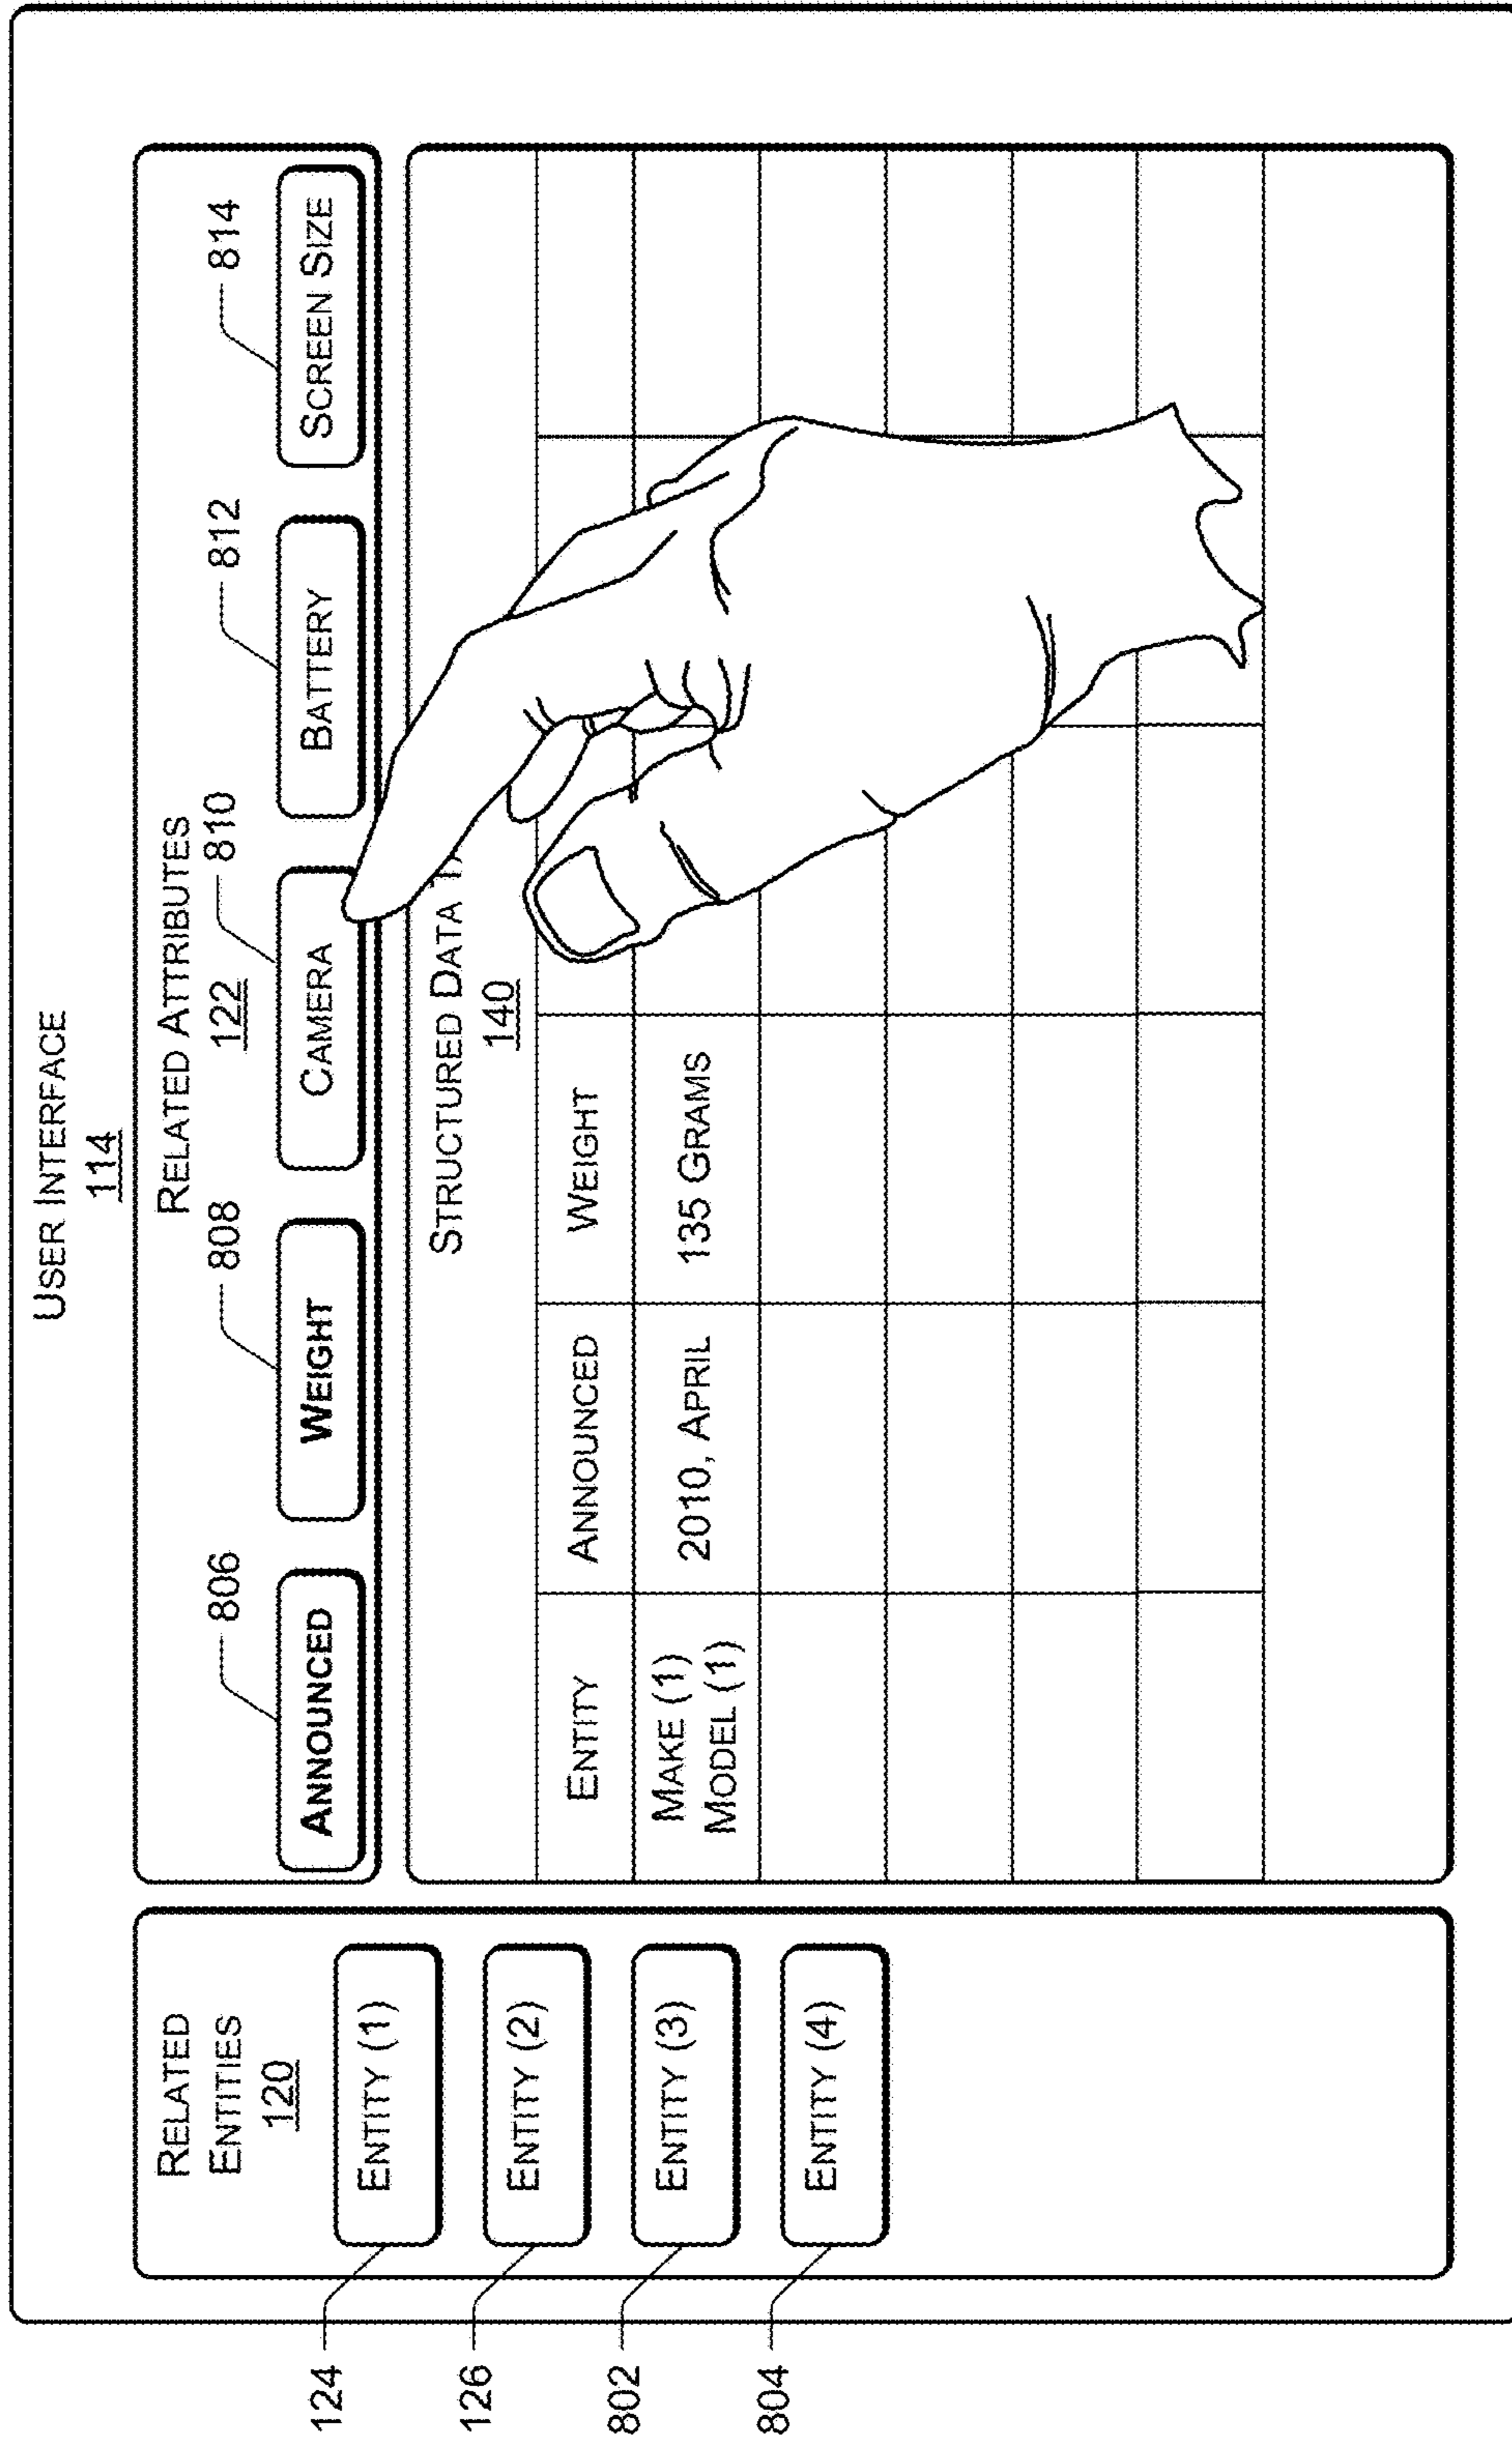 USER INTERFACE
114
RELATED
ENTITIES
120
124
ENTITY (1)
126
ENTITY (2)
802
ENTITY (3)
804
ENTITY (4)
RELATED ATTRIBUTES
122
806
808
810
812
814
ANNOUNCED
WEIGHT
CAMERA
BATTERY
SCREEN SIZE
STRUCTURED DATA
140
ENTITY ANNOUNCED WEIGHT
MAKE (1)
MODEL (1)
2010, APRIL
135 GRAMS